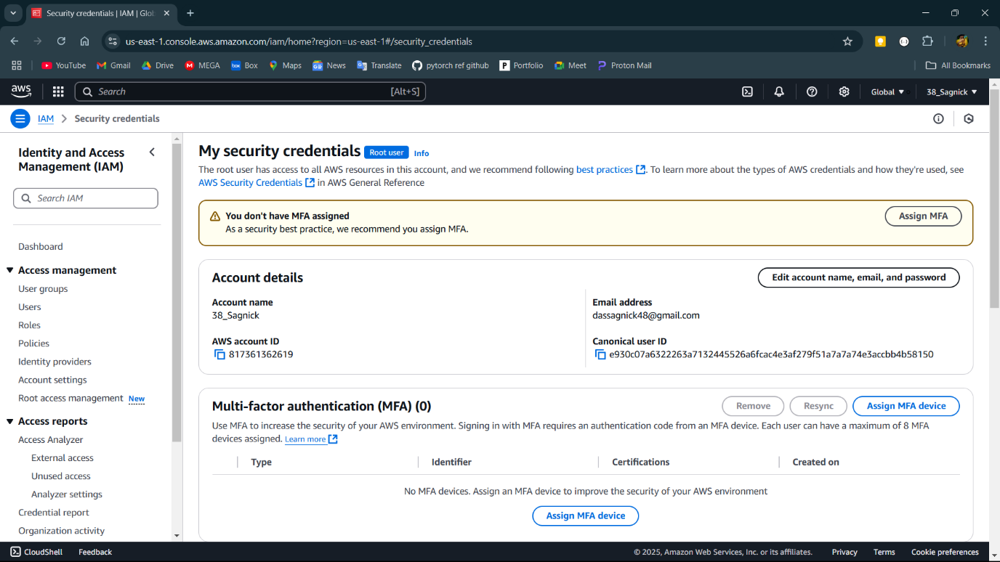 Security credentials | IAM | Glob
us-east-1.console.aws.amazon.com/iam/home?region=us-east-1#/security_credentials
YouTube Gmail Drive MEGA Box Maps News Translate pytorch ref github Portfolio Meet Proton Mail All Bookmarks
aws Search [Alt+S] Global 38_Sagnick
IAM Security credentials
Identity and Access
Management (IAM)
Search IAM
Dashboard
Access management
User groups
Users
Roles
Policies
Identity providers
Account settings
Root access management New
Access reports
Access Analyzer
External access
Unused access
Analyzer settings
Credential report
Organization activity
My security credentials Root user Info
The root user has access to all AWS resources in this account, and we recommend following best practices. To learn more about the types of AWS credentials and how they're used, see
AWS Security Credentials in AWS General Reference
You don't have MFA assigned
As a security best practice, we recommend you assign MFA.
Assign MFA
Account details
Edit account name, email, and password
Account name
38_Sagnick
Email address
dassagnick48@gmail.com
AWS account ID
817361362619
Canonical user ID
e930c07a6322263a7132445526a6fcac4e3af279f51a7a7a74e3accbb4b58150
Multi-factor authentication (MFA) (0)
Remove Resync Assign MFA device
Use MFA to increase the security of your AWS environment. Signing in with MFA requires an authentication code from an MFA device. Each user can have a maximum of 8 MFA
devices assigned. Learn more
Type Identifier Certifications Created on
No MFA devices. Assign an MFA device to improve the security of your AWS environment
Assign MFA device
CloudShell Feedback © 2025, Amazon Web Services, Inc. or its affiliates. Privacy Terms Cookie preferences